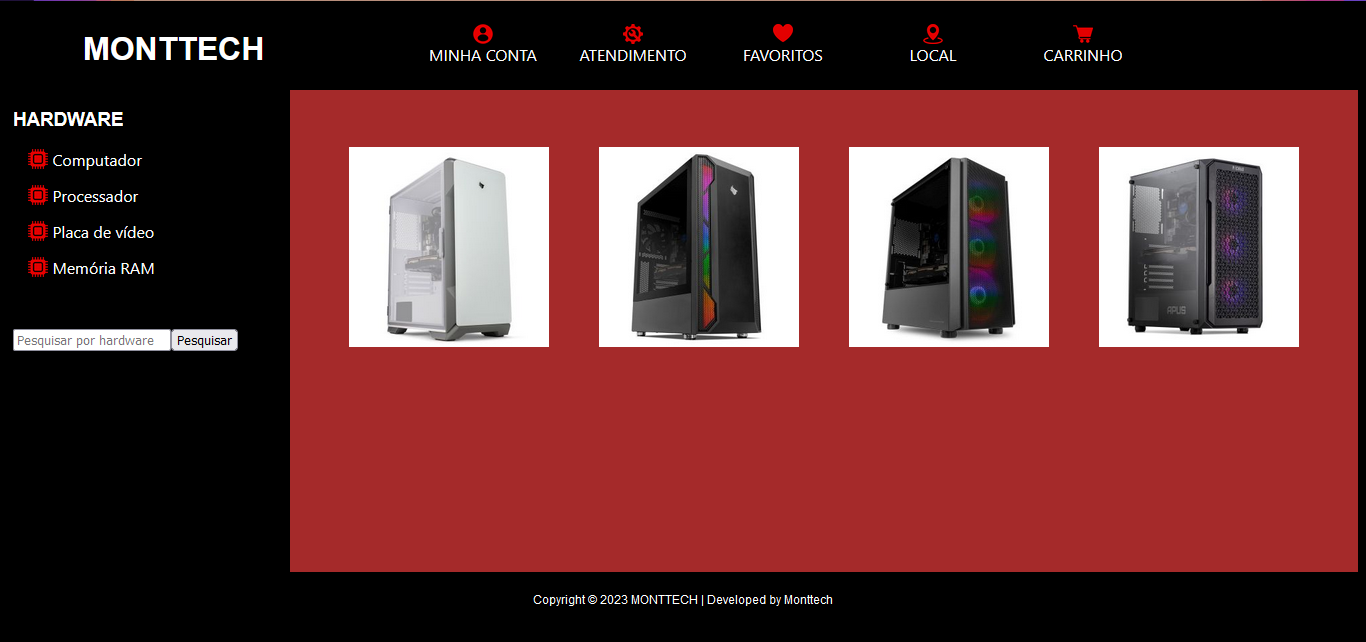 MONTTECH
MINHA CONTA
ATENDIMENTO
FAVORITOS
LOCAL
CARRINHO
HARDWARE
Computador
Processador
Placa de vídeo
Memória RAM
Pesquisar por hardware
Pesquisar
Copyright © 2023 MONTTECH | Developed by Monttech